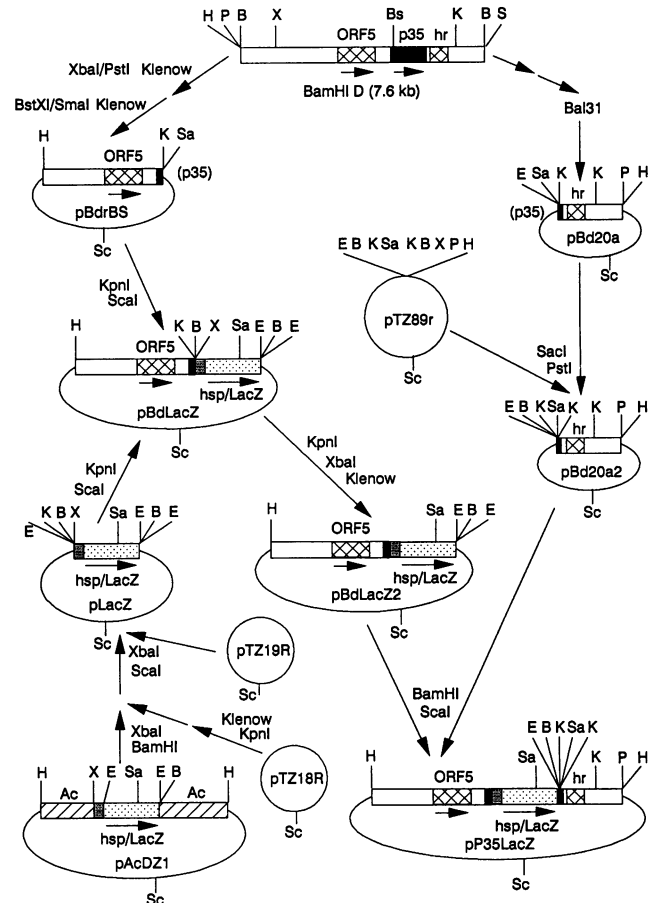 H P B X Bs K B S
ORF5 p35 hr
BamHI D (7.6 kb)
XbaI/PstI Klenow
BstXI/SmaI Klenow
Bal31
H K Sa
ORF5
(p35)
pBdrBS
Sc
E Sa K K P H
hr
(p35)
pBd20a
Sc
E B K Sa K B X P H
pTZ89r
Sc
KpnI
ScaI
SacI
PstI
H K B X Sa E B E
ORF5
hsp/LacZ
pBdLacZ
Sc
E B K Sa K K P H
hr
pBd20a2
Sc
KpnI
ScaI
KpnI
XbaI
Klenow
E K B X Sa E B E
hsp/LacZ
pLacZ
Sc
H Sa E B E
ORF5
hsp/LacZ
pBdLacZ2
Sc
XbaI
ScaI
pTZ19R
Sc
BamHI
ScaI
XbaI
BamHI
Klenow
KpnI
pTZ18R
Sc
H X E Sa E B H
Ac Ac
hsp/LacZ
pAcDZ1
Sc
H Sa E B K Sa K K P H
ORF5 hr
hsp/LacZ
pP35LacZ
Sc